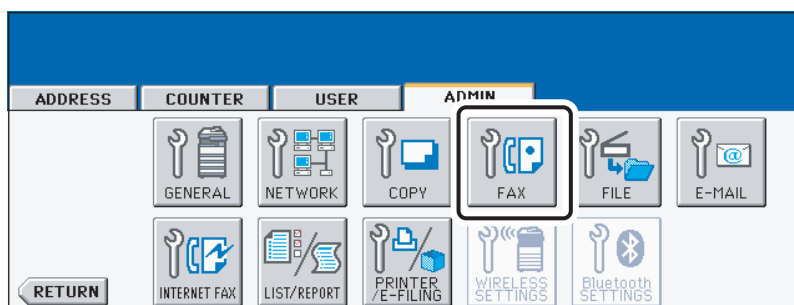 ADDRESS COUNTER USER ADMIN
GENERAL NETWORK COPY FAX FILE E-MAIL
INTERNET FAX LIST/REPORT PRINTER
/E-FILING WIRELESS
SETTINGS Bluetooth
SETTINGS
RETURN